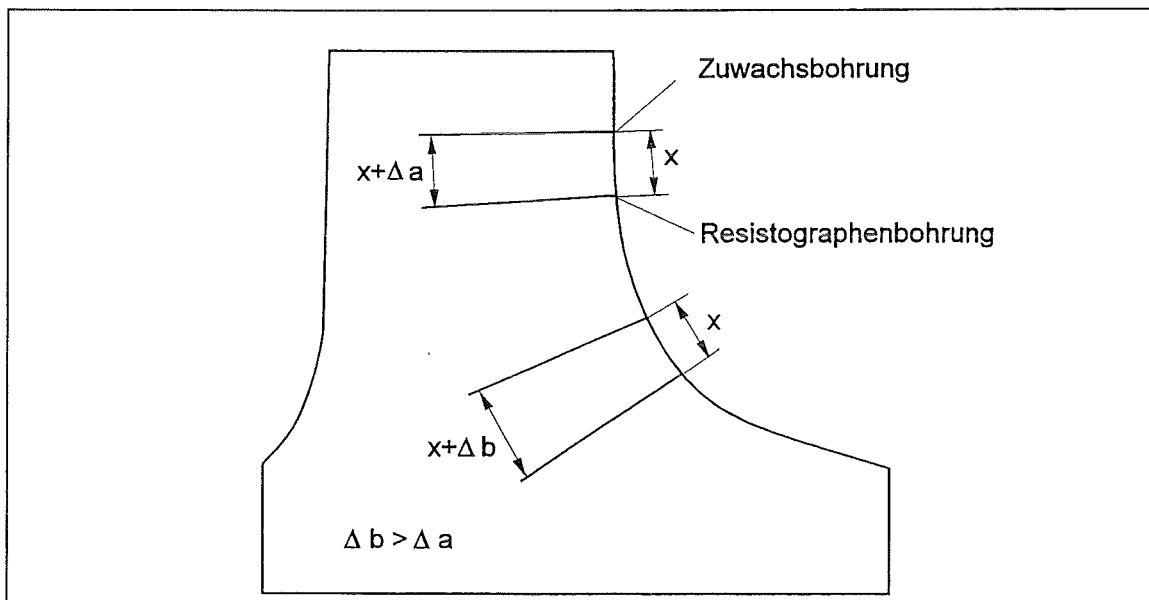 Zuwachsbohrung
x+Δ a
x
Resistographenbohrung
x
x+Δ b
Δ b > Δ a